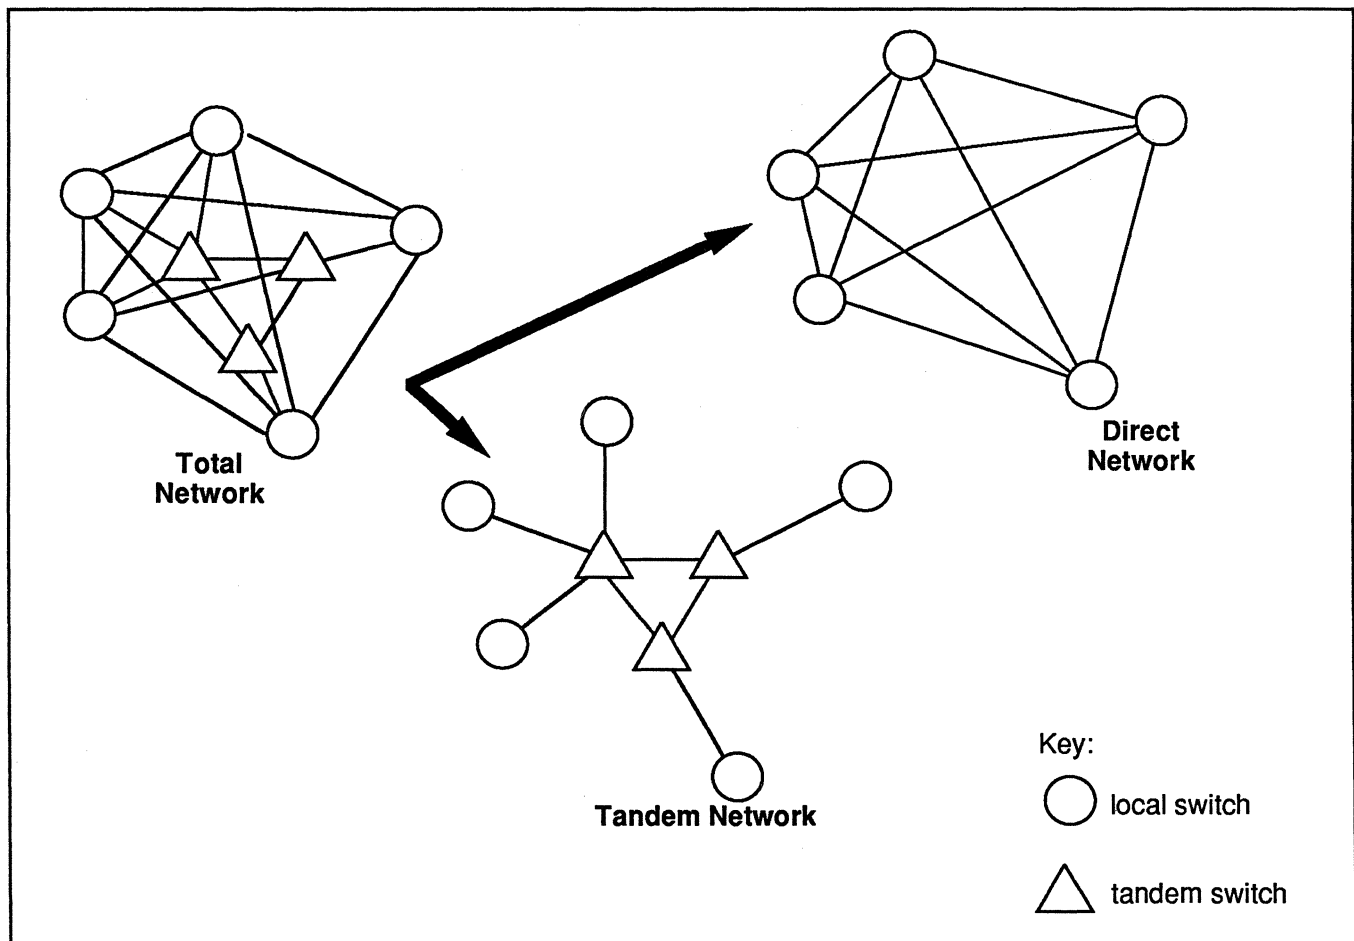 Total
Network
Direct
Network
Tandem Network
Key:
local switch
tandem switch